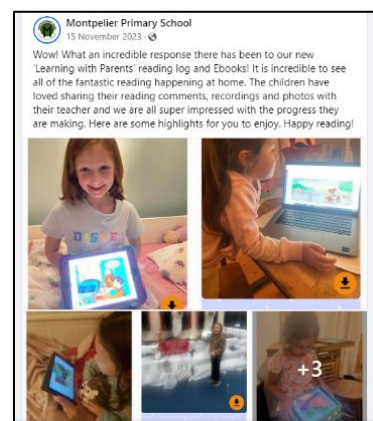 Montpelier Primary School
15 November 2023 ·
Wow! What an incredible response there has been to our new
'Learning with Parents' reading log and Ebooks! It is incredible to see
all of the fantastic reading happening at home. The children have
loved sharing their reading comments, recordings and photos with
their teacher and we are all super impressed with the progress they
are making. Here are some highlights for you to enjoy. Happy reading!
+3